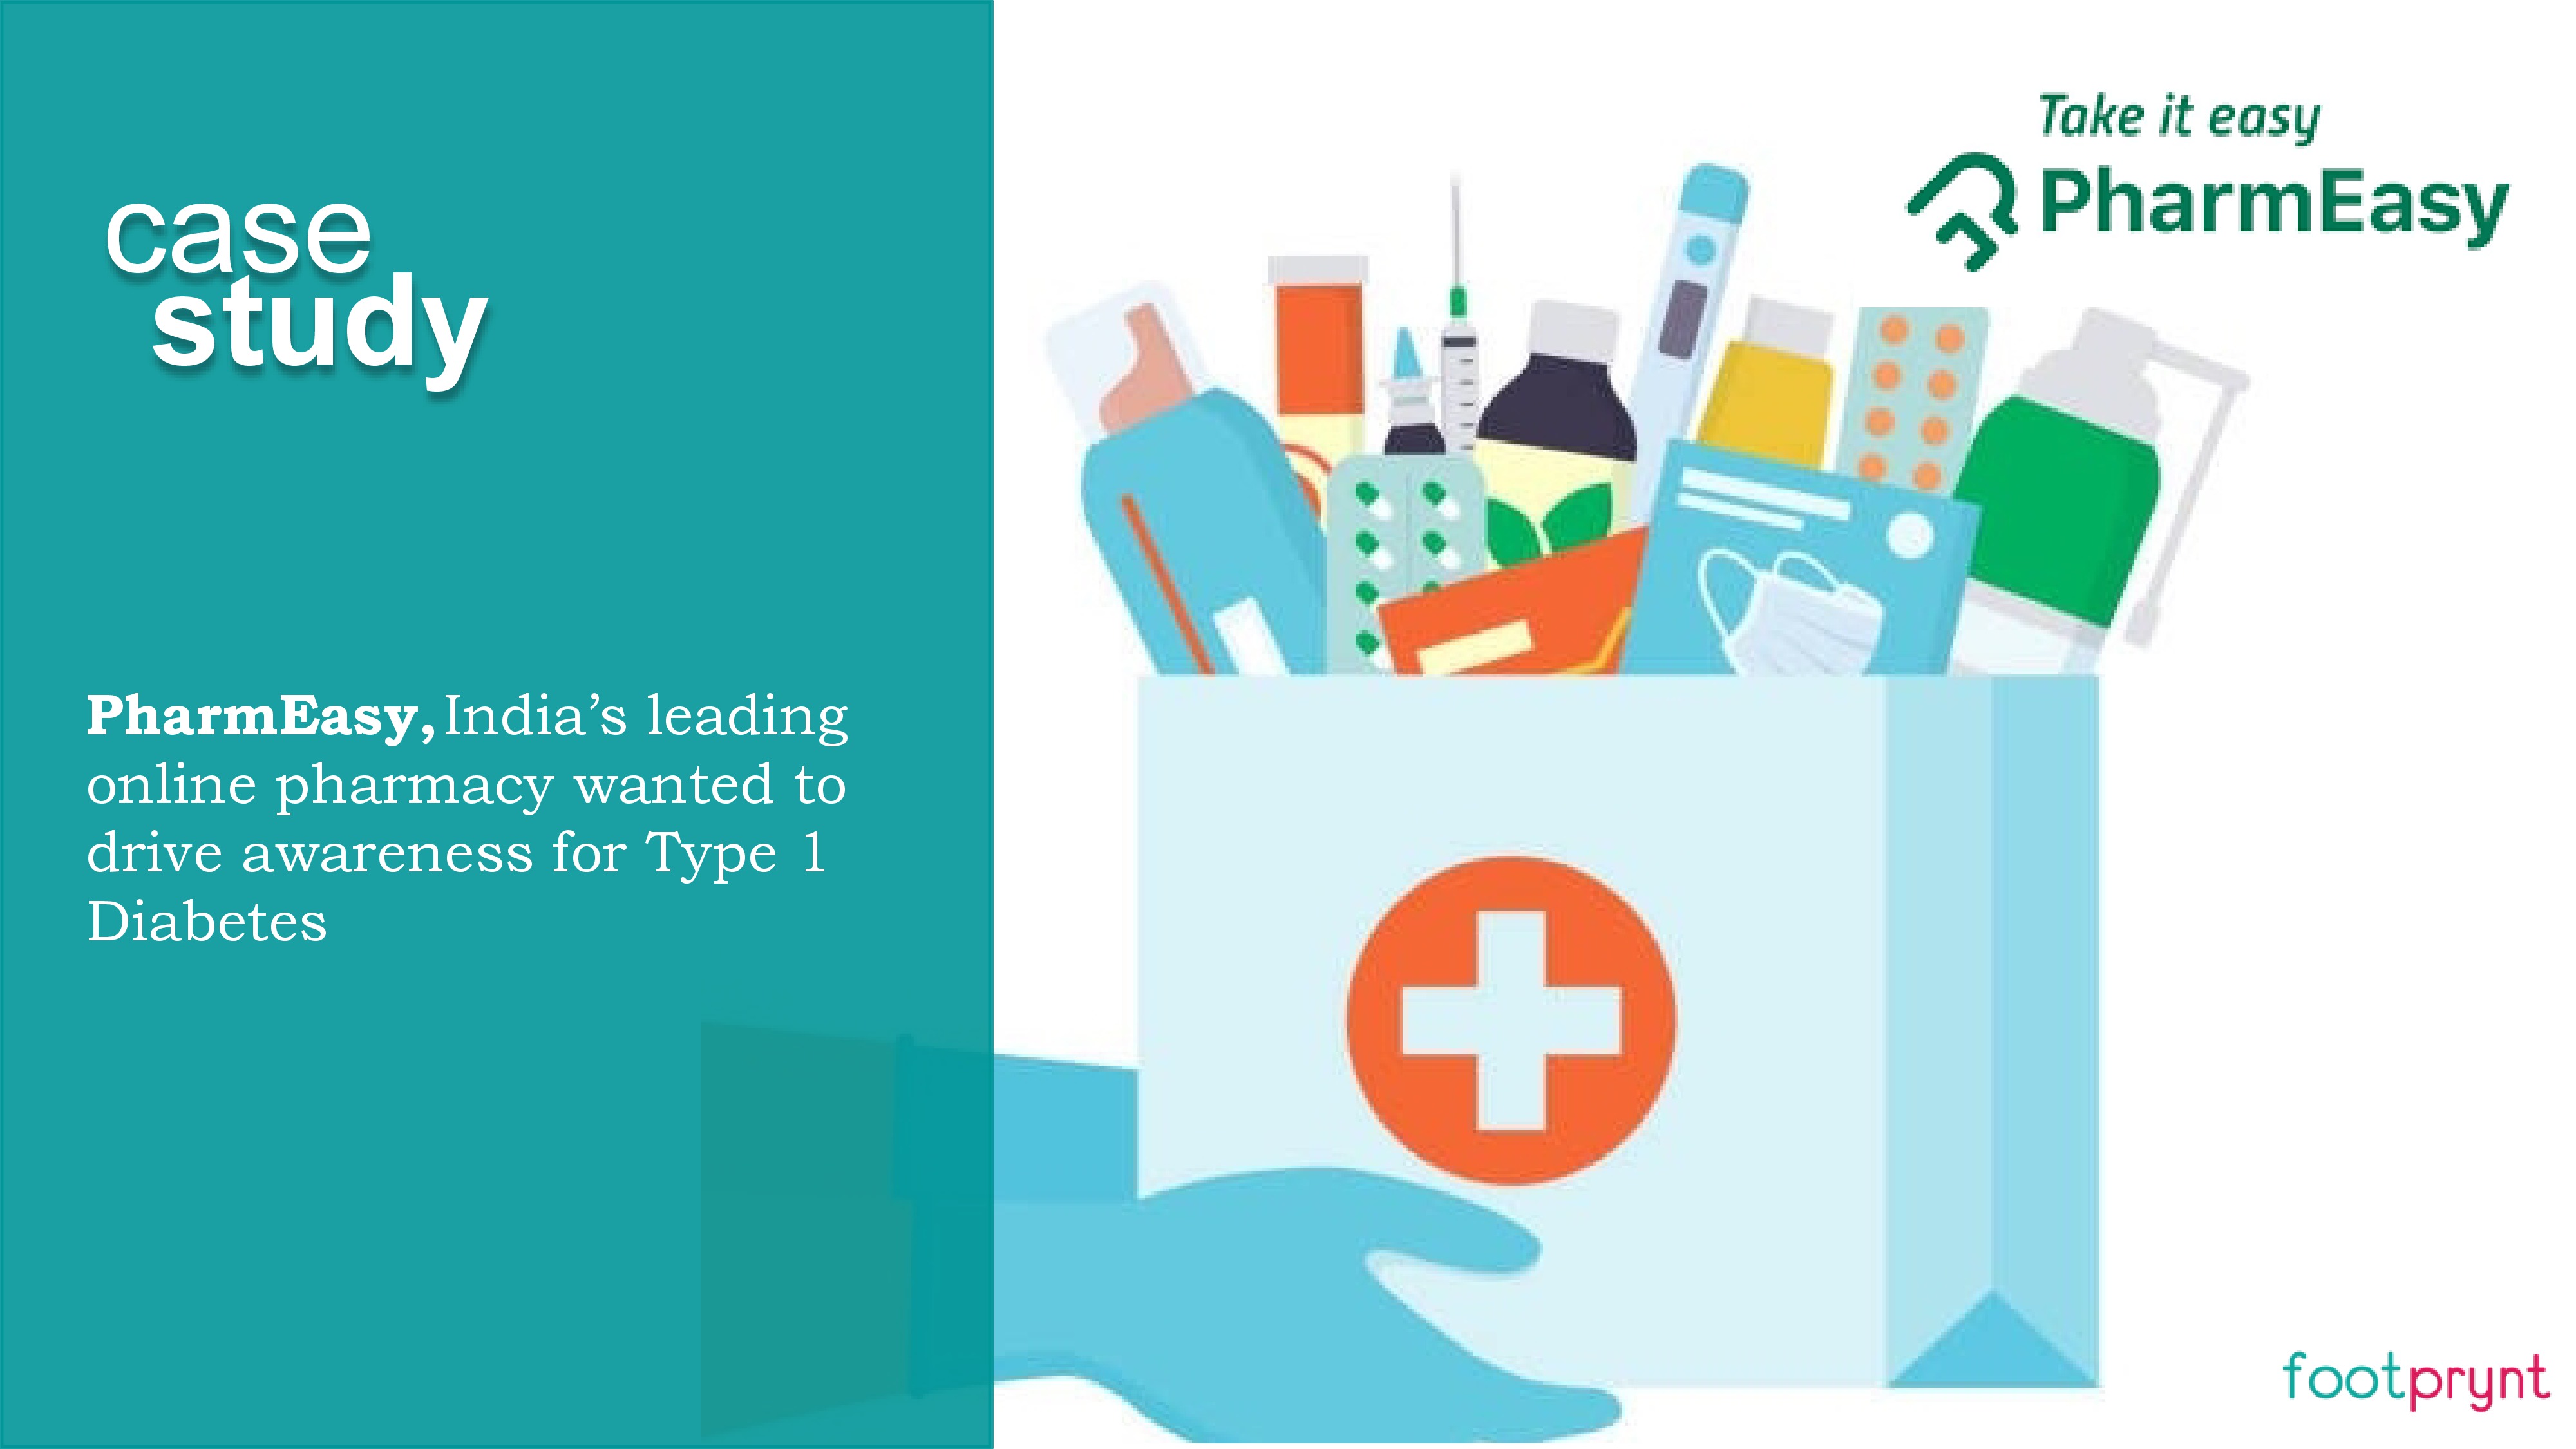 case
study
PharmEasy, India’s leading
online pharmacy wanted to
drive awareness for Type 1
Diabetes
Take it easy
PharmEasy
footprynt